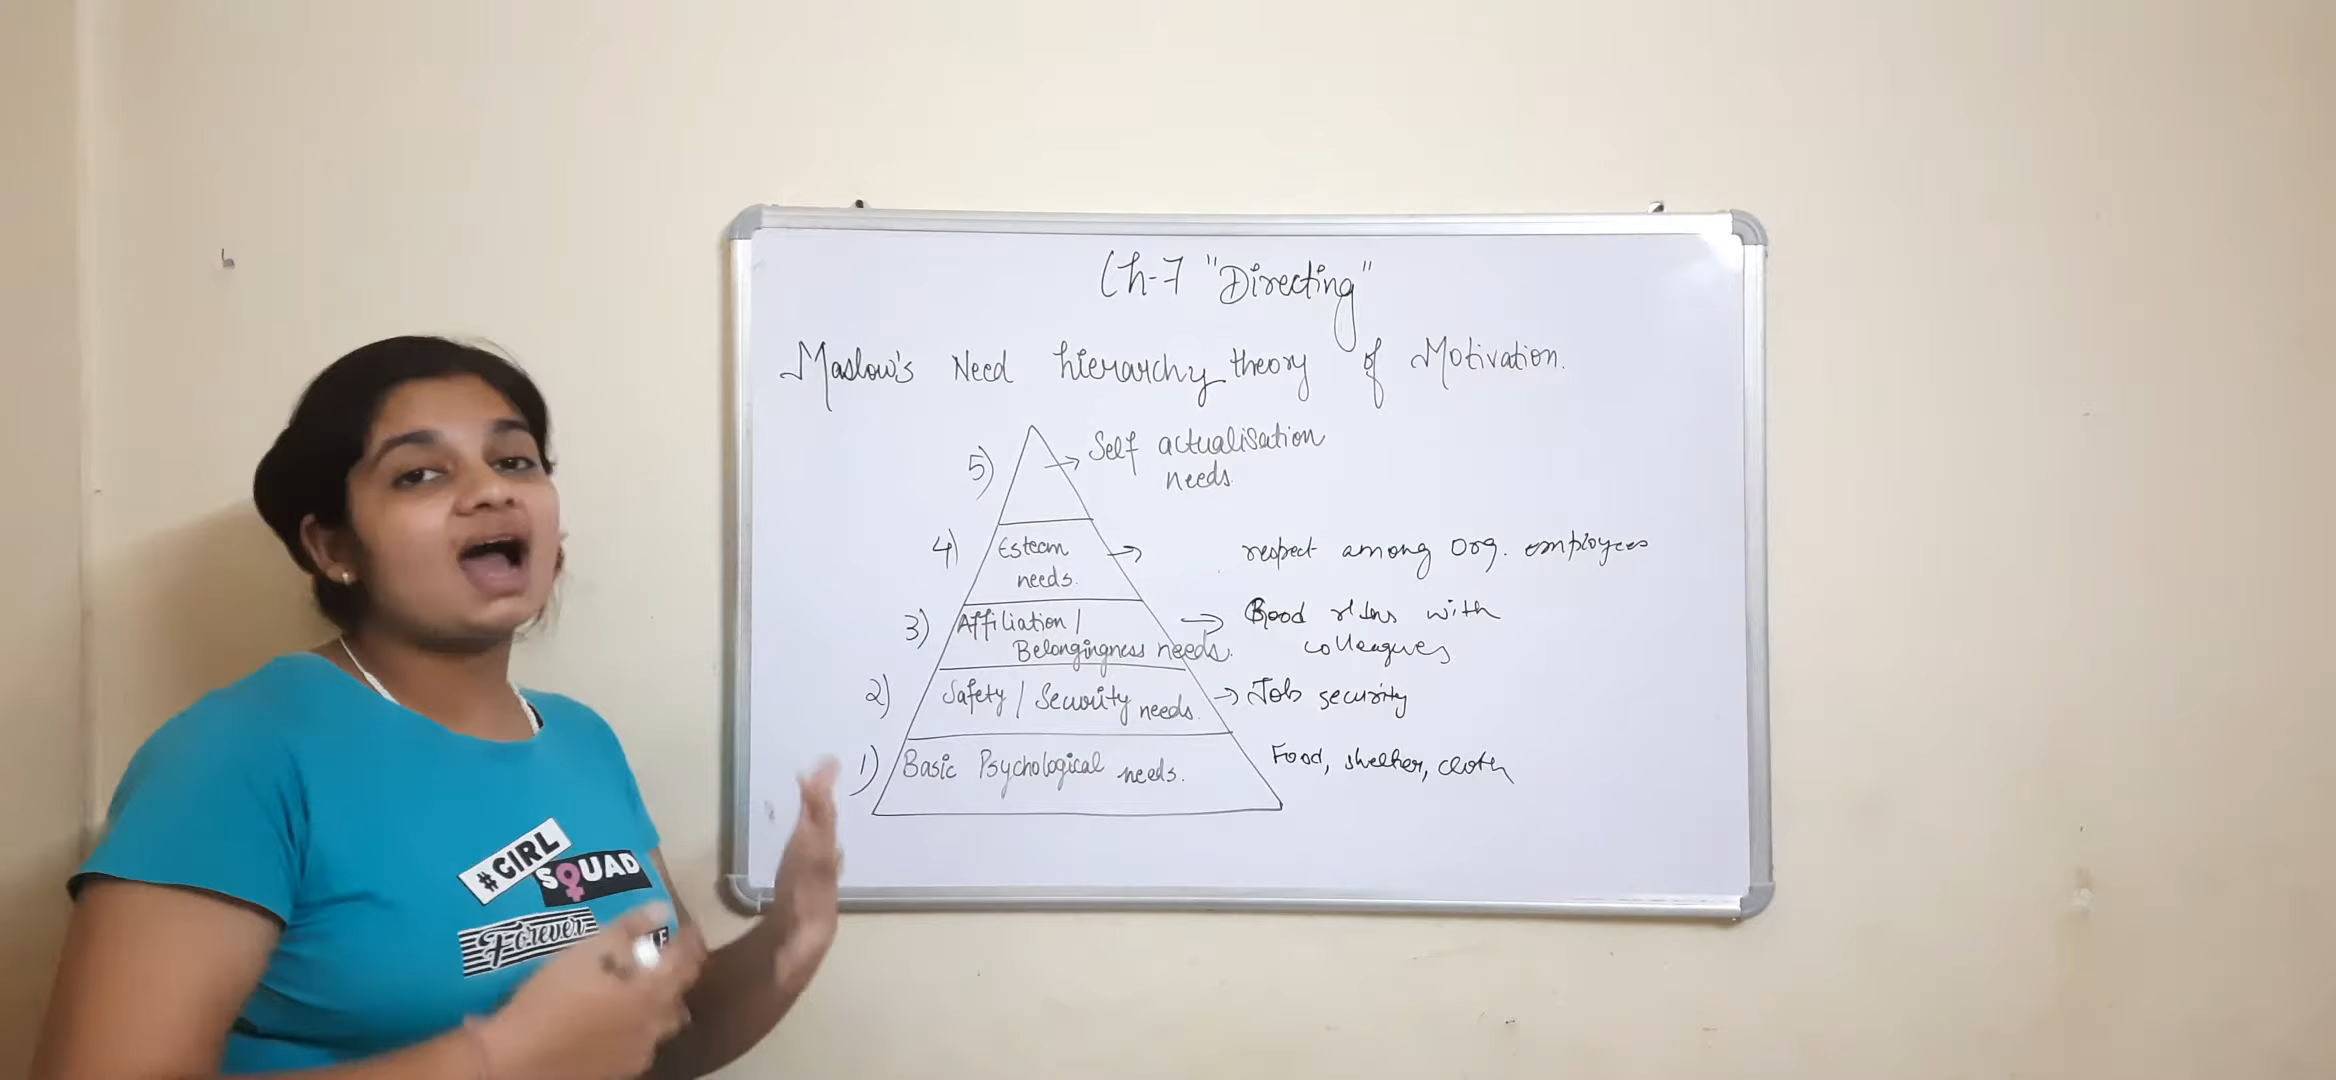 Ch-7 "Directing"
Maslow's Need hierarchy theory of Motivation.
5) → Self actualisation
needs.
4) Esteem
needs. → respect among Org. employees
3) Affiliation /
Belongingness needs. → Good with
colleagues
2) Safety / Security needs. → Job security
1) Basic Psychological needs. Food, shelter, cloth
#GIRL
SQUAD
Forever